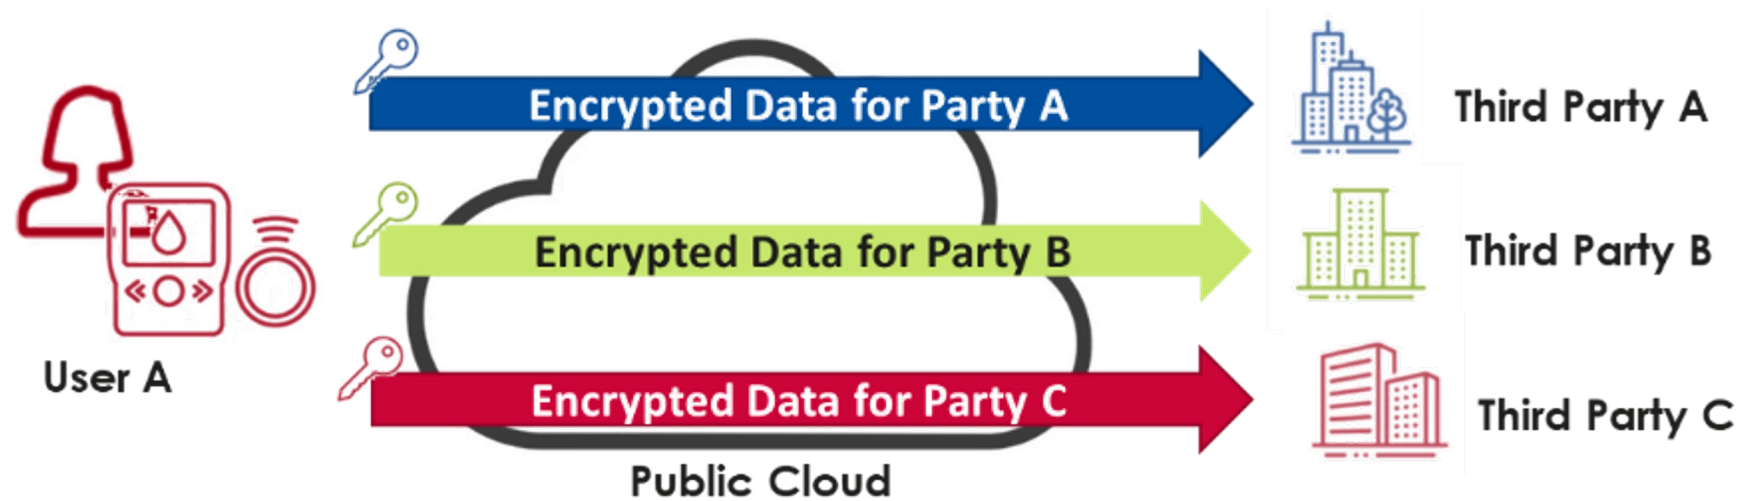 Encrypted Data for Party A
Third Party A
Encrypted Data for Party B
Third Party B
User A
Encrypted Data for Party C
Third Party C
Public Cloud